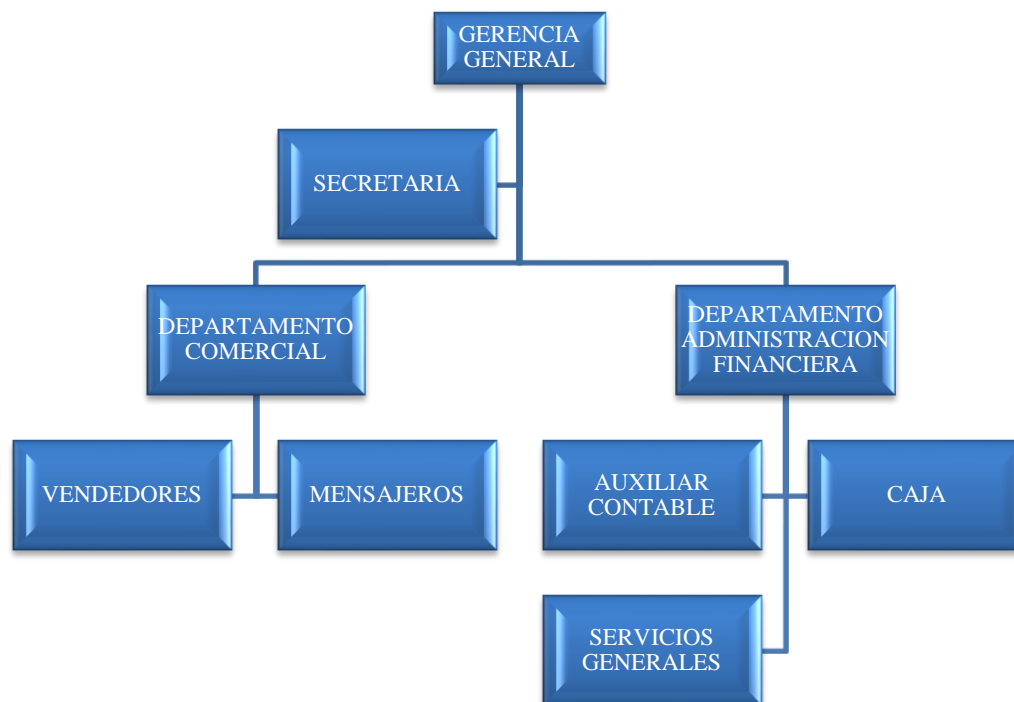 GERENCIA
GENERAL
SECRETARIA
DEPARTAMENTO
COMERCIAL
DEPARTAMENTO
ADMINISTRACION
FINANCIERA
VENDEDORES
MENSAJEROS
AUXILIAR
CONTABLE
CAJA
SERVICIOS
GENERALES